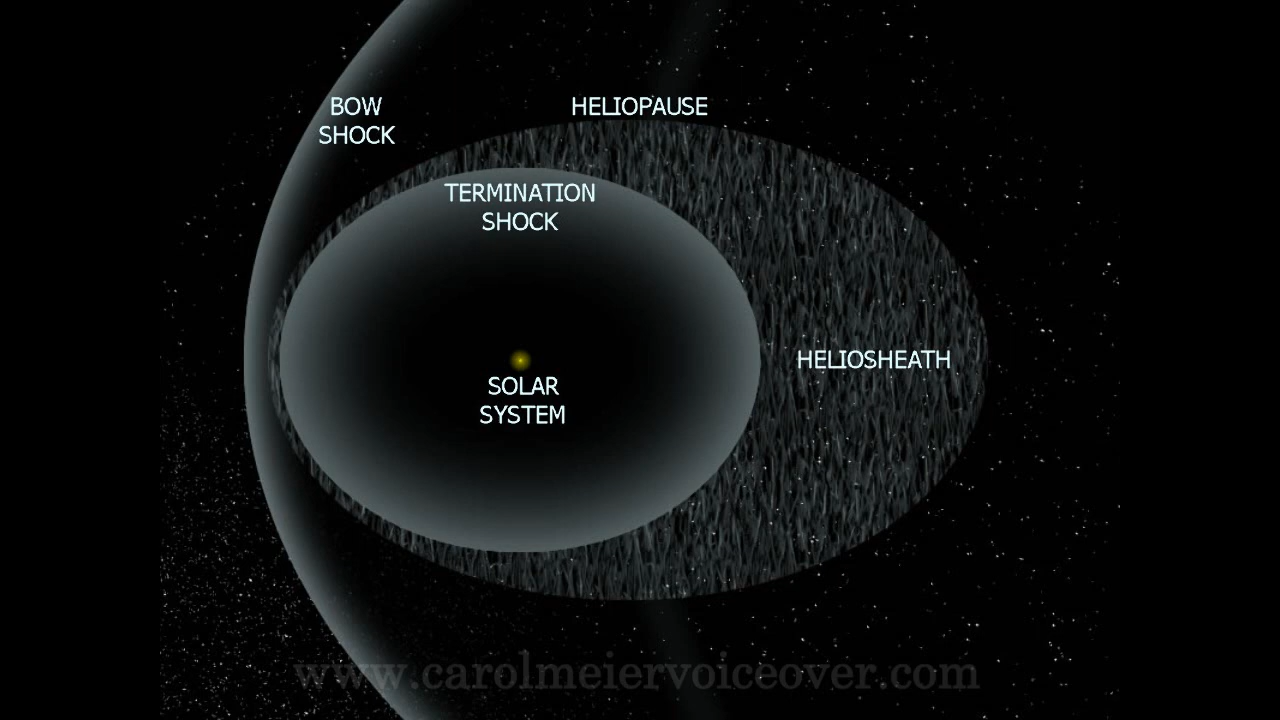 BOW
SHOCK
HELIOPAUSE
TERMINATION
SHOCK
HELIOSHEATH
SOLAR
SYSTEM
www.carolmeiervoiceover.com